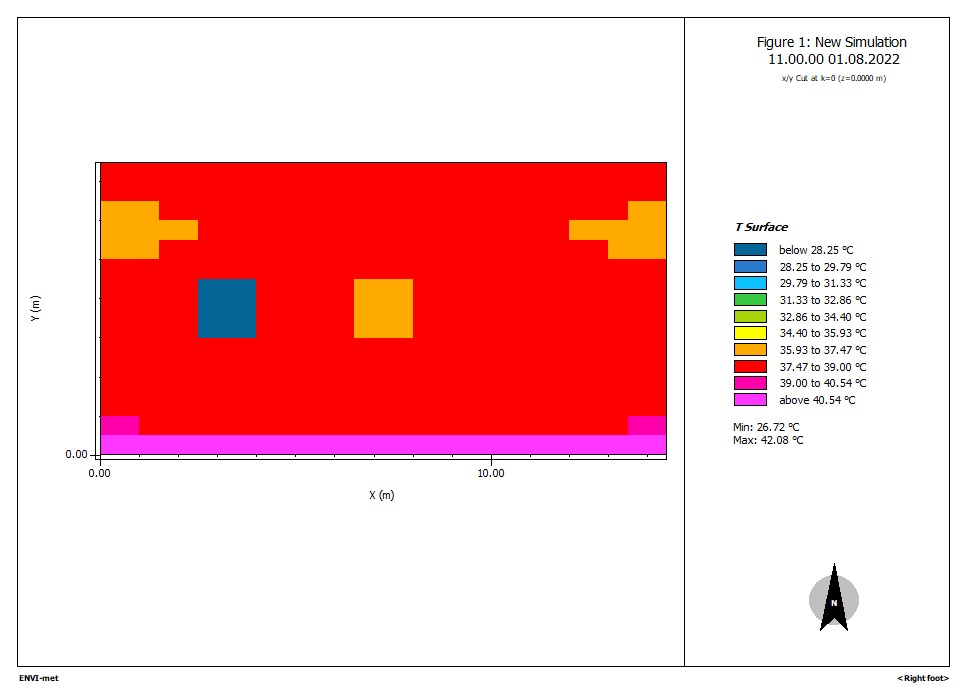 Figure 1: New Simulation
11.00.00 01.08.2022
x/y Cut at k=0 (z=0.0000 m)
Y (m)
0.00
0.00
10.00
X (m)
T Surface
below 28.25 °C
28.25 to 29.79 °C
29.79 to 31.33 °C
31.33 to 32.86 °C
32.86 to 34.40 °C
34.40 to 35.93 °C
35.93 to 37.47 °C
37.47 to 39.00 °C
39.00 to 40.54 °C
above 40.54 °C
Min: 26.72 °C
Max: 42.08 °C
N
ENVI-met
<Right foot>